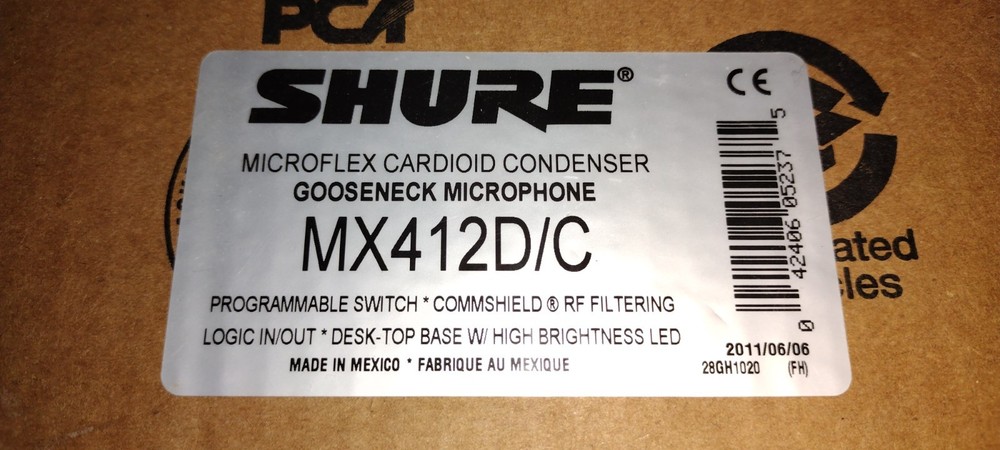 PCA
SHURE®
CE
MICROFLEX CARDIOID CONDENSER
GOOSENECK MICROPHONE
MX412D/C
PROGRAMMABLE SWITCH * COMMSHIELD ® RF FILTERING
LOGIC IN/OUT * DESK-TOP BASE W/ HIGH BRIGHTNESS LED
MADE IN MEXICO * FABRIQUE AU MEXIQUE
0 42406 05237 5
2011/06/06
28GH1020 (FH)